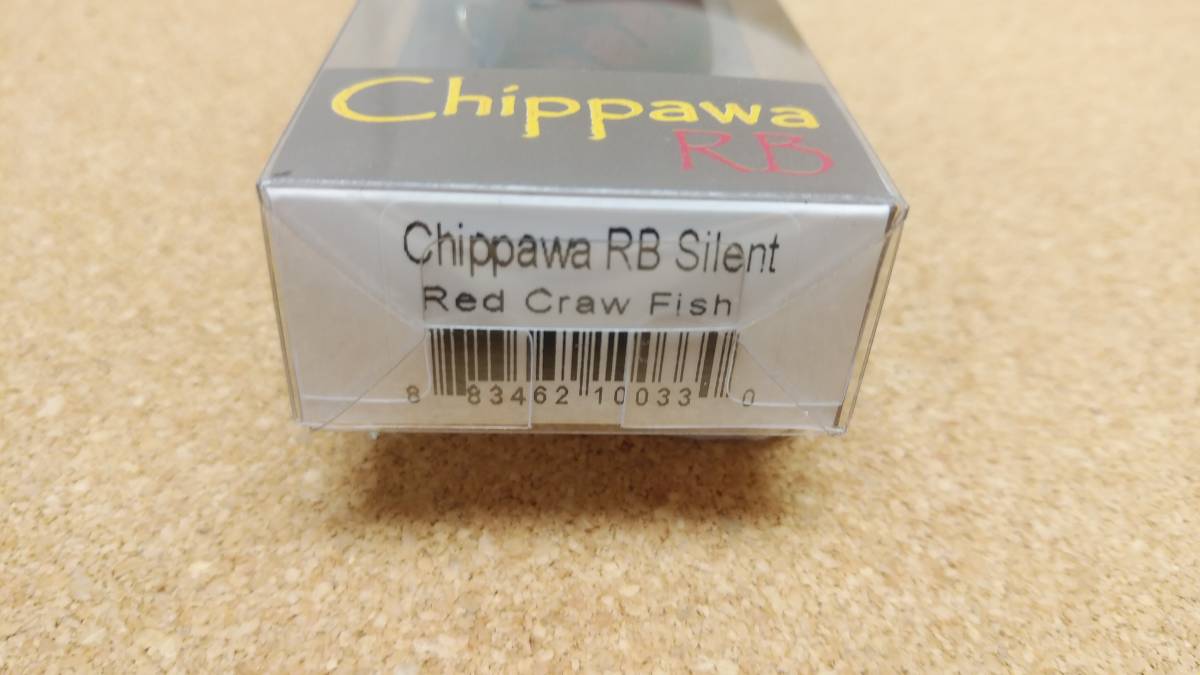 Chippawa
RB
Chippawa RB Silent
Red Craw Fish
8 83462 10033 0